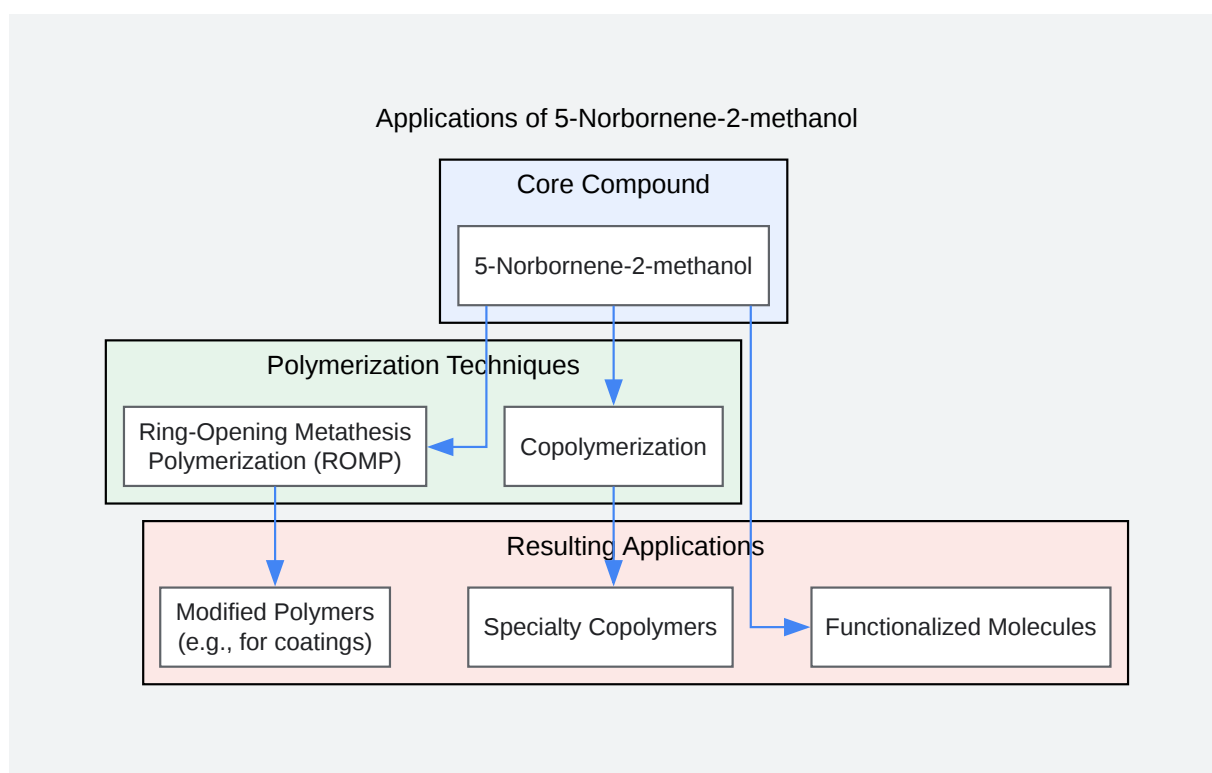 Applications of 5-Norbornene-2-methanol
Core Compound
5-Norbornene-2-methanol
Polymerization Techniques
Ring-Opening Metathesis
Polymerization (ROMP)
Copolymerization
Resulting Applications
Modified Polymers
(e.g., for coatings)
Specialty Copolymers
Functionalized Molecules